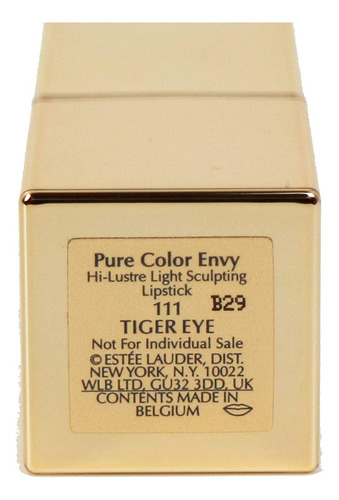 Pure Color Envy
Hi-Lustre Light Sculpting
Lipstick
111 B29
TIGER EYE
Not For Individual Sale
© ESTÉE LAUDER, DIST.
NEW YORK, N.Y. 10022
WLB LTD, GU32 3DD, UK
CONTENTS MADE IN
BELGIUM